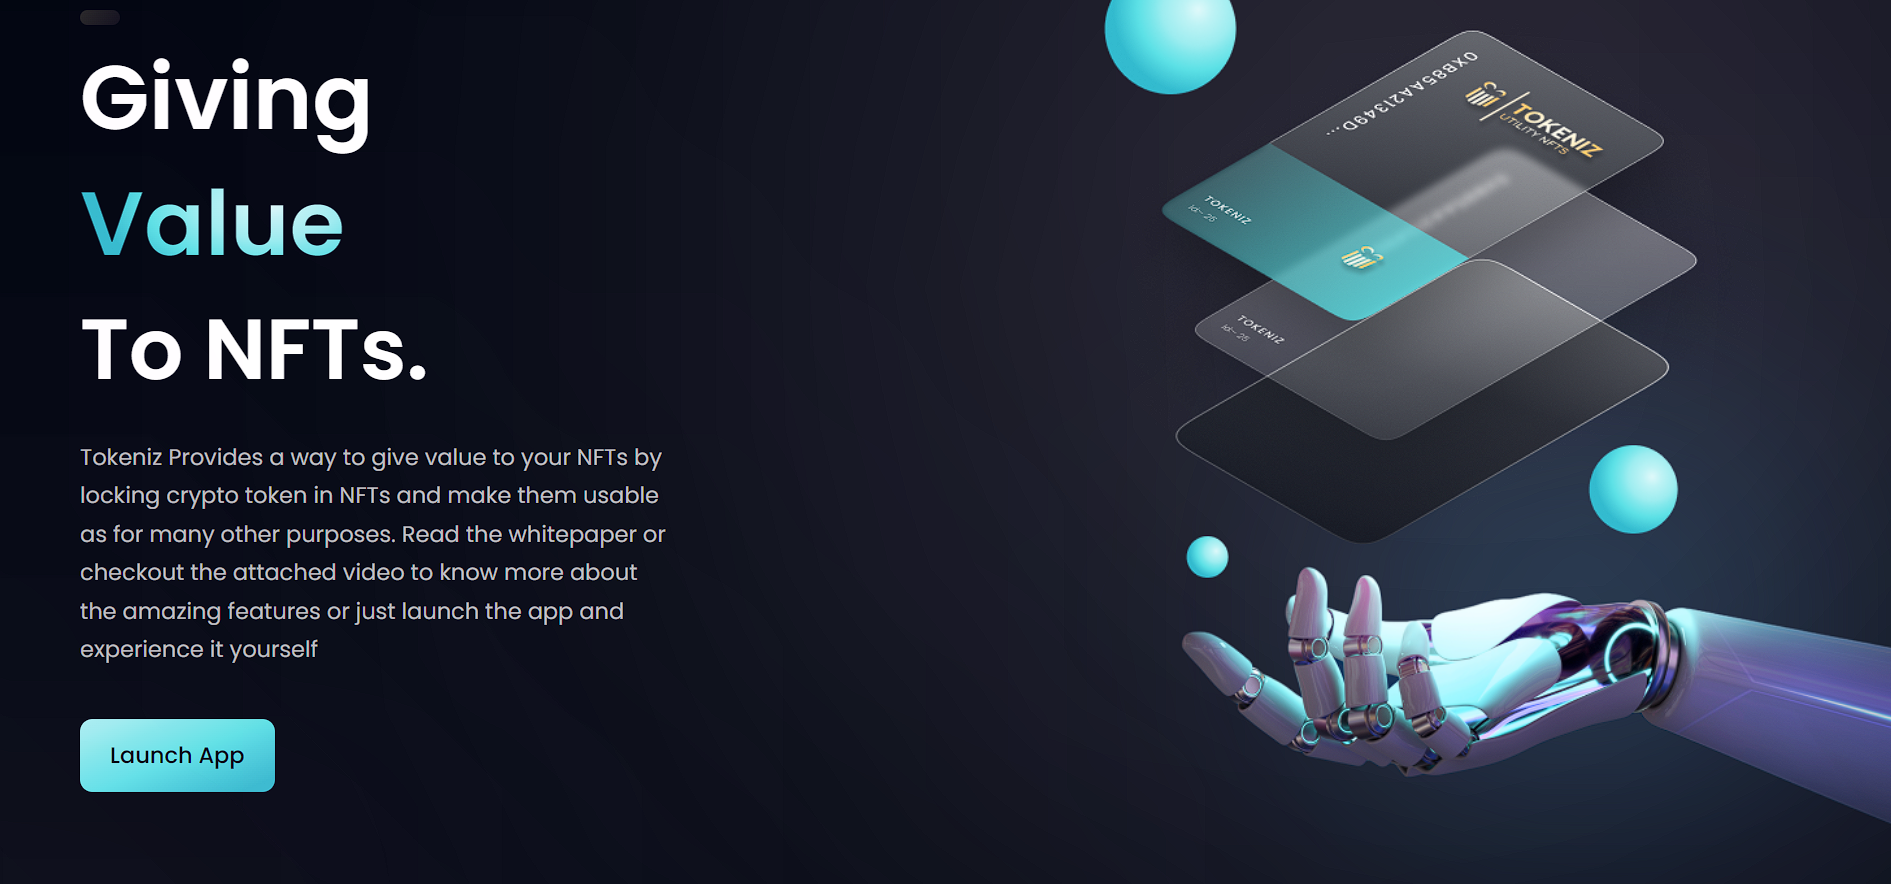 Giving
Value
To NFTs.
Tokeniz Provides a way to give value to your NFTs by
locking crypto token in NFTs and make them usable
as for many other purposes. Read the whitepaper or
checkout the attached video to know more about
the amazing features or just launch the app and
experience it yourself
Launch App
0XB85AA21349D...
TOKENIZ
UTILITY NFTS
TOKENIZ
id:- 25
TOKENIZ
id:- 25